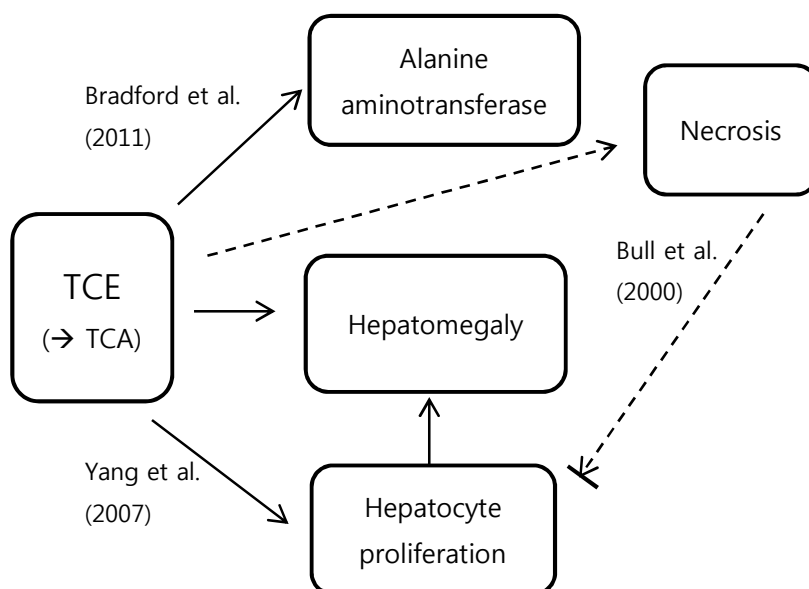 Alanine
aminotransferase
Bradford et al.
(2011)
Necrosis
TCE
(→ TCA)
Bull et al.
(2000)
Hepatomegaly
Yang et al.
(2007)
Hepatocyte
proliferation